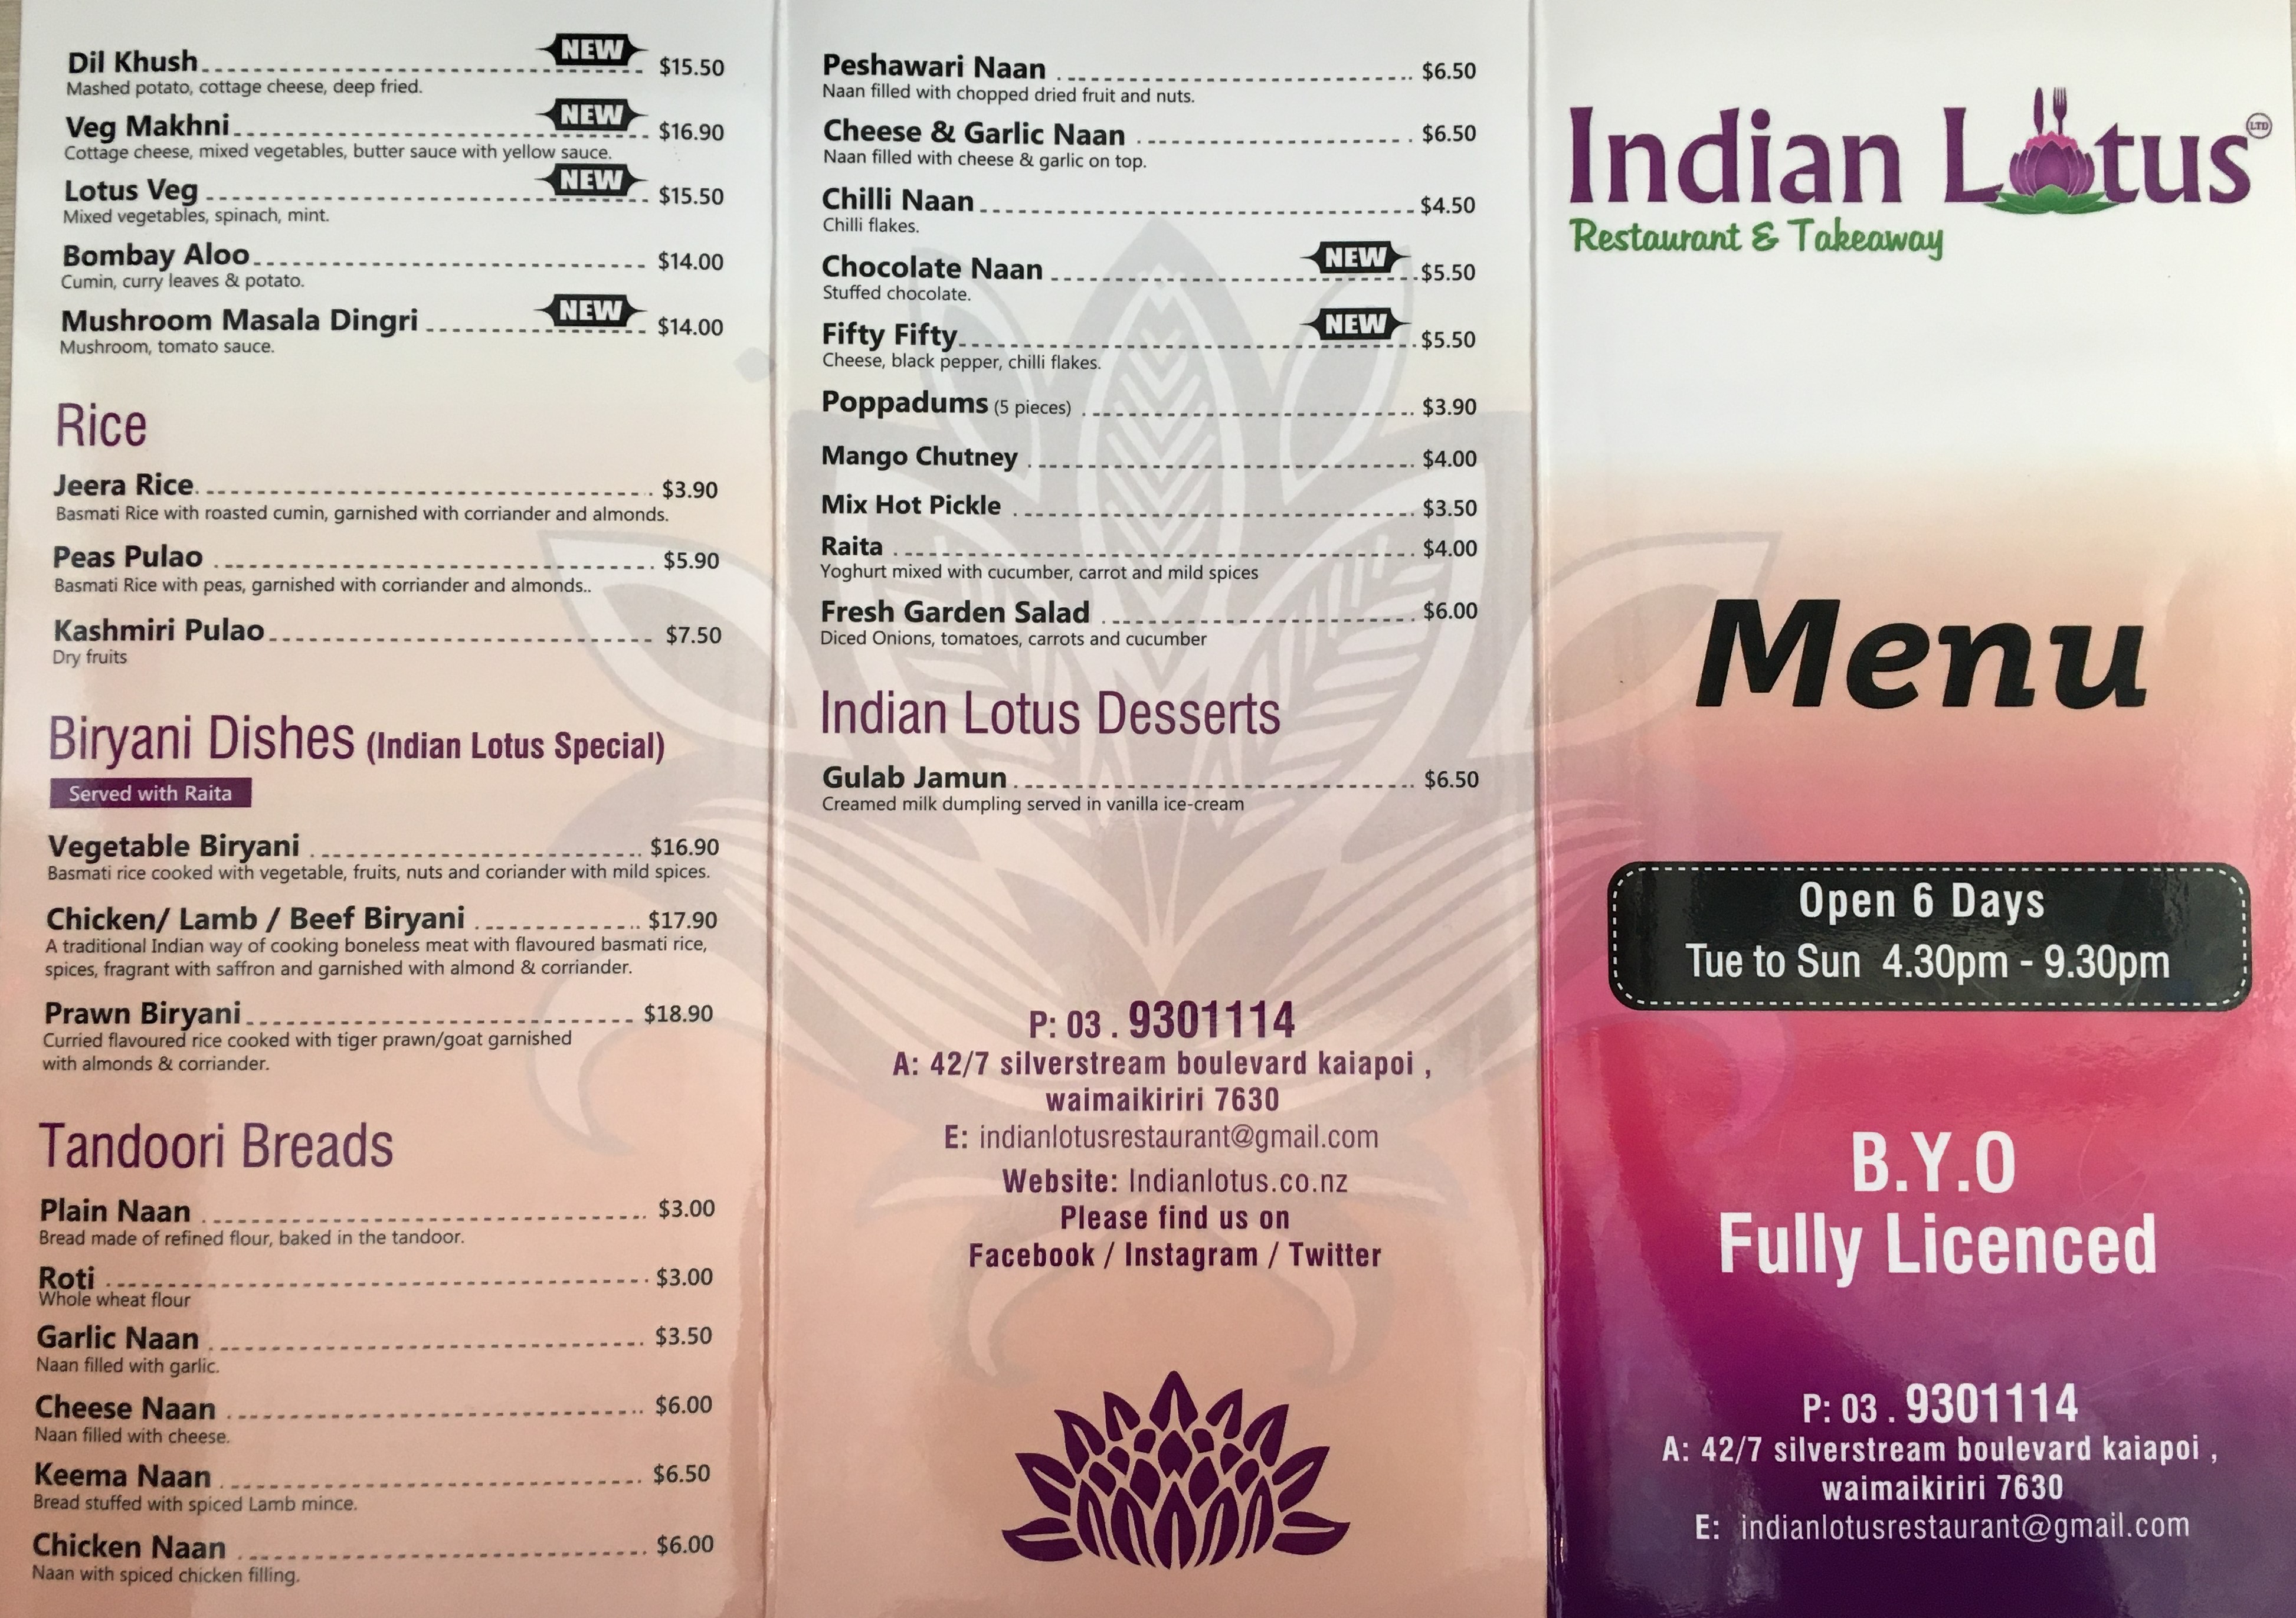 Dil Khush NEW $15.50
Mashed potato, cottage cheese, deep fried.
Veg Makhni NEW $16.90
Cottage cheese, mixed vegetables, butter sauce with yellow sauce.
Lotus Veg NEW $15.50
Mixed vegetables, spinach, mint.
Bombay Aloo $14.00
Cumin, curry leaves & potato.
Mushroom Masala Dingri NEW $14.00
Mushroom, tomato sauce.
Rice
Jeera Rice $3.90
Basmati Rice with roasted cumin, garnished with corriander and almonds.
Peas Pulao $5.90
Basmati Rice with peas, garnished with corriander and almonds..
Kashmiri Pulao $7.50
Dry fruits
Biryani Dishes (Indian Lotus Special)
Served with Raita
Vegetable Biryani $16.90
Basmati rice cooked with vegetable, fruits, nuts and coriander with mild spices.
Chicken/ Lamb / Beef Biryani $17.90
A traditional Indian way of cooking boneless meat with flavoured basmati rice,
spices, fragrant with saffron and garnished with almond & corriander.
Prawn Biryani $18.90
Curried flavoured rice cooked with tiger prawn/goat garnished
with almonds & corriander.
Tandoori Breads
Plain Naan $3.00
Bread made of refined flour, baked in the tandoor.
Roti $3.00
Whole wheat flour
Garlic Naan $3.50
Naan filled with garlic.
Cheese Naan $6.00
Naan filled with cheese.
Keema Naan $6.50
Bread stuffed with spiced Lamb mince.
Chicken Naan $6.00
Naan with spiced chicken filling.
Peshawari Naan $6.50
Naan filled with chopped dried fruit and nuts.
Cheese & Garlic Naan $6.50
Naan filled with cheese & garlic on top.
Chilli Naan $4.50
Chilli flakes.
Chocolate Naan NEW $5.50
Stuffed chocolate.
Fifty Fifty NEW $5.50
Cheese, black pepper, chilli flakes.
Poppadums (5 pieces) $3.90
Mango Chutney $4.00
Mix Hot Pickle $3.50
Raita $4.00
Yoghurt mixed with cucumber, carrot and mild spices
Fresh Garden Salad $6.00
Diced Onions, tomatoes, carrots and cucumber
Indian Lotus Desserts
Gulab Jamun $6.50
Creamed milk dumpling served in vanilla ice-cream
P: 03 . 9301114
A: 42/7 silverstream boulevard kaiapoi ,
waimaikiriri 7630
E: indianlotusrestaurant@gmail.com
Website: Indianlotus.co.nz
Please find us on
Facebook / Instagram / Twitter
Indian Lotus LTD
Restaurant & Takeaway
Menu
Open 6 Days
Tue to Sun 4.30pm - 9.30pm
B.Y.O
Fully Licenced
P: 03 . 9301114
A: 42/7 silverstream boulevard kaiapoi ,
waimaikiriri 7630
E: indianlotusrestaurant@gmail.com